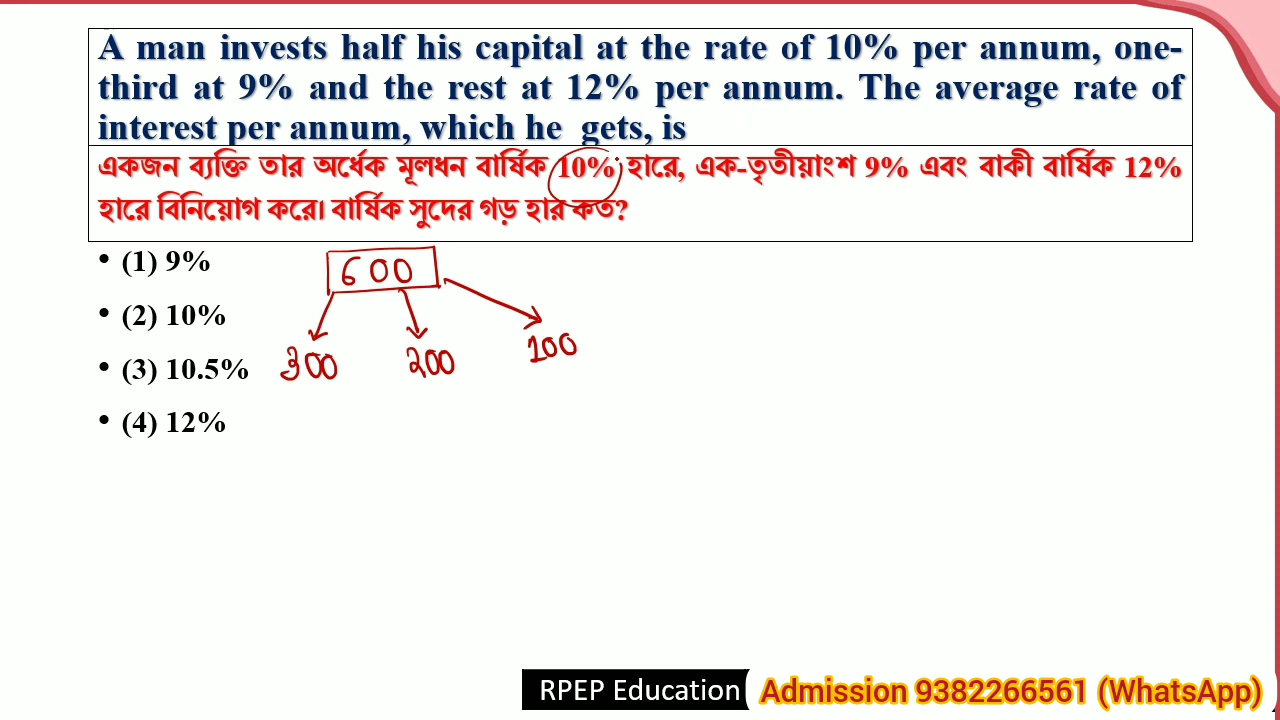 A man invests half his capital at the rate of 10% per annum, one-
third at 9% and the rest at 12% per annum. The average rate of
interest per annum, which he gets, is
একজন ব্যক্তি তার অর্ধেক মূলধন বার্ষিক 10% হারে, এক-তৃতীয়াংশ 9% এবং বাকী বার্ষিক 12%
হারে বিনিয়োগ করে। বার্ষিক সুদের গড় হার কত?
• (1) 9%
600
• (2) 10%
• (3) 10.5%
300 200 100
• (4) 12%
RPEP Education Admission 9382266561 (WhatsApp)